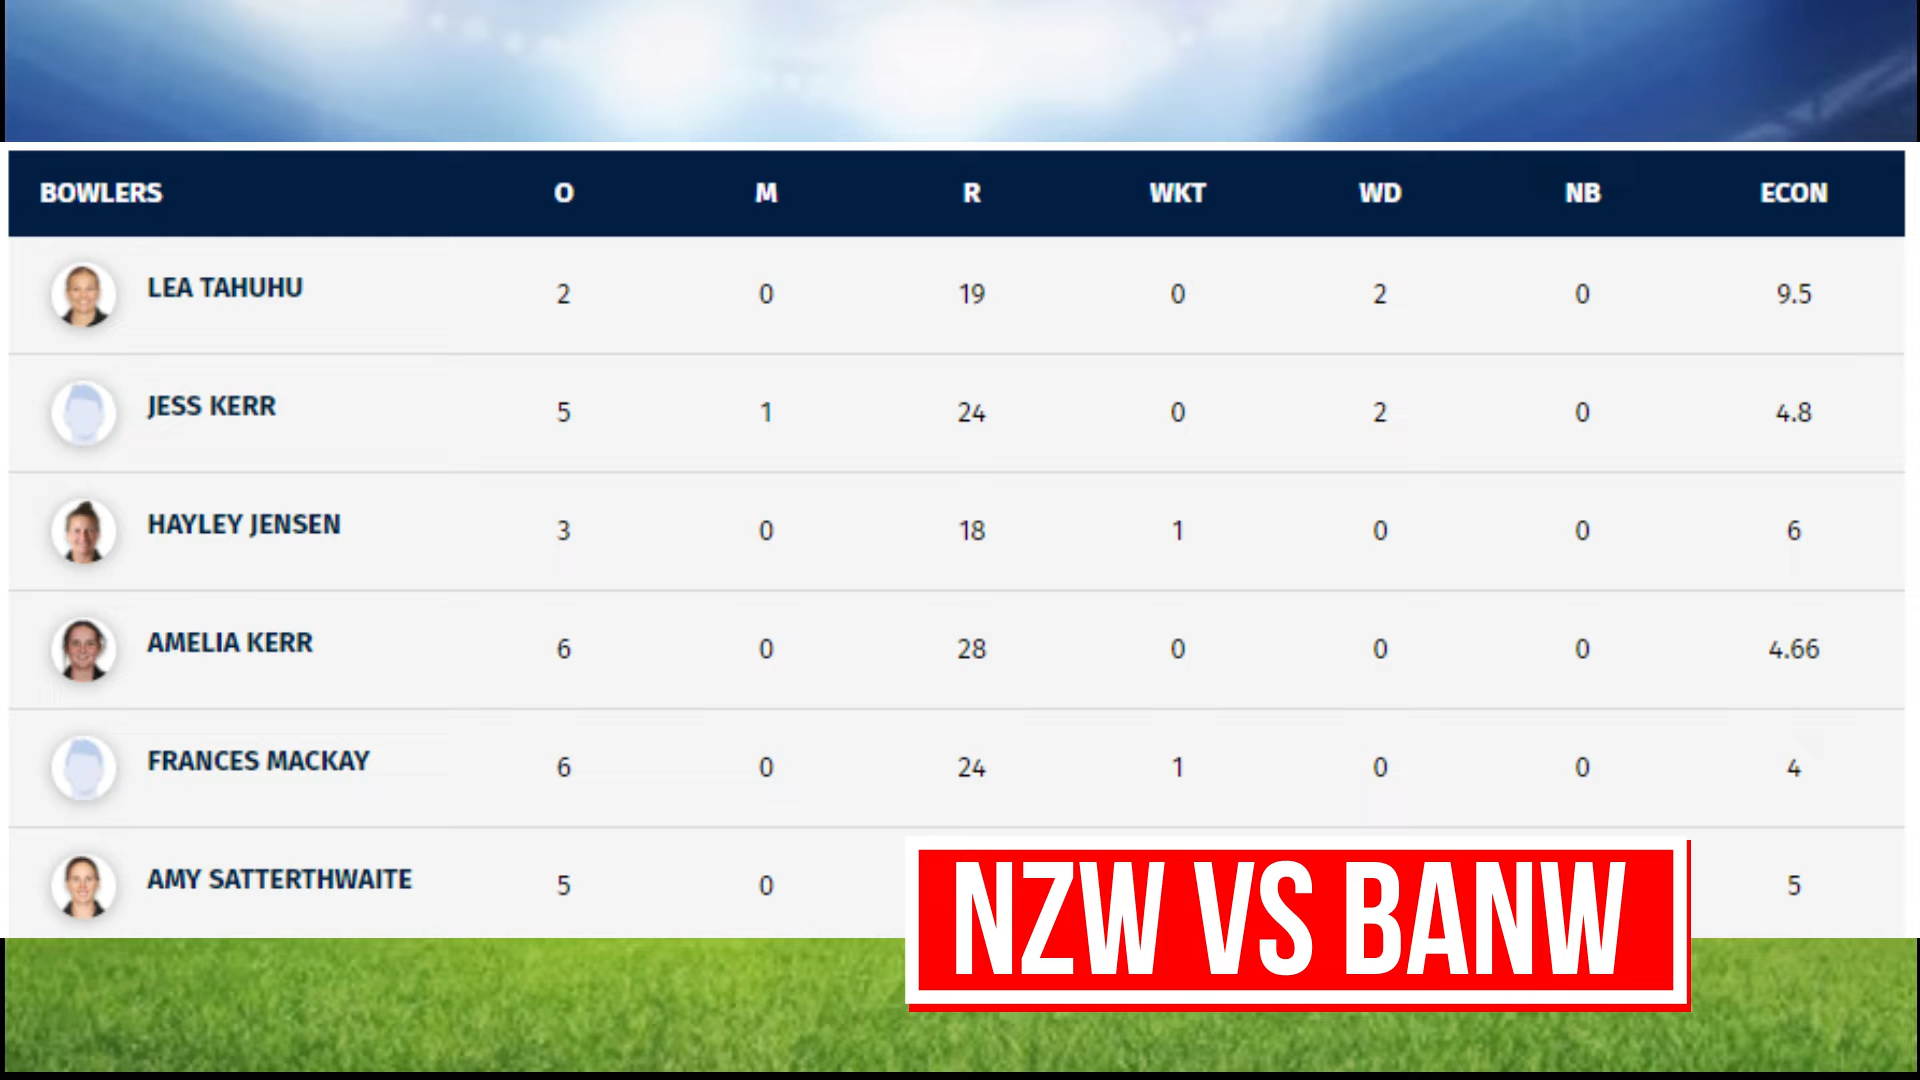 BOWLERS O M R WKT WD NB ECON
LEA TAHUHU 2 0 19 0 2 0 9.5
JESS KERR 5 1 24 0 2 0 4.8
HAYLEY JENSEN 3 0 18 1 0 0 6
AMELIA KERR 6 0 28 0 0 0 4.66
FRANCES MACKAY 6 0 24 1 0 0 4
AMY SATTERTHWAITE 5 0 5
NZW VS BANW